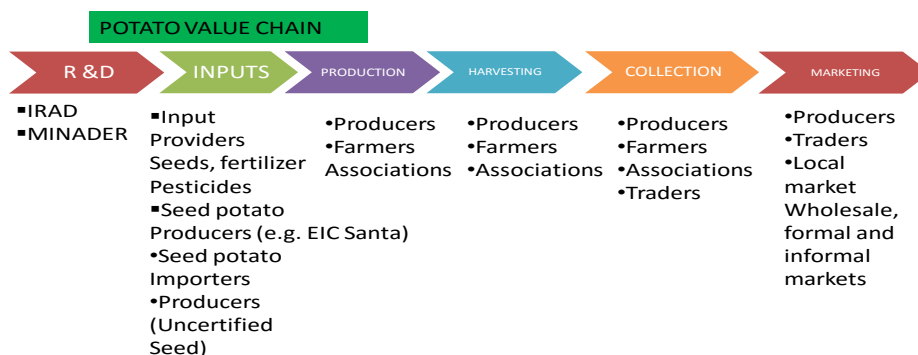 POTATO VALUE CHAIN
R &D
INPUTS
PRODUCTION
HARVESTING
COLLECTION
MARKETING
▪IRAD
▪MINADER
▪Input
Providers
Seeds, fertilizer
Pesticides
▪Seed potato
Producers (e.g. EIC Santa)
•Seed potato
Importers
•Producers
(Uncertified
Seed)
•Producers
•Farmers
Associations
•Producers
•Farmers
•Associations
•Producers
•Farmers
•Associations
•Traders
•Producers
•Traders
•Local
market
Wholesale,
formal and
informal
markets